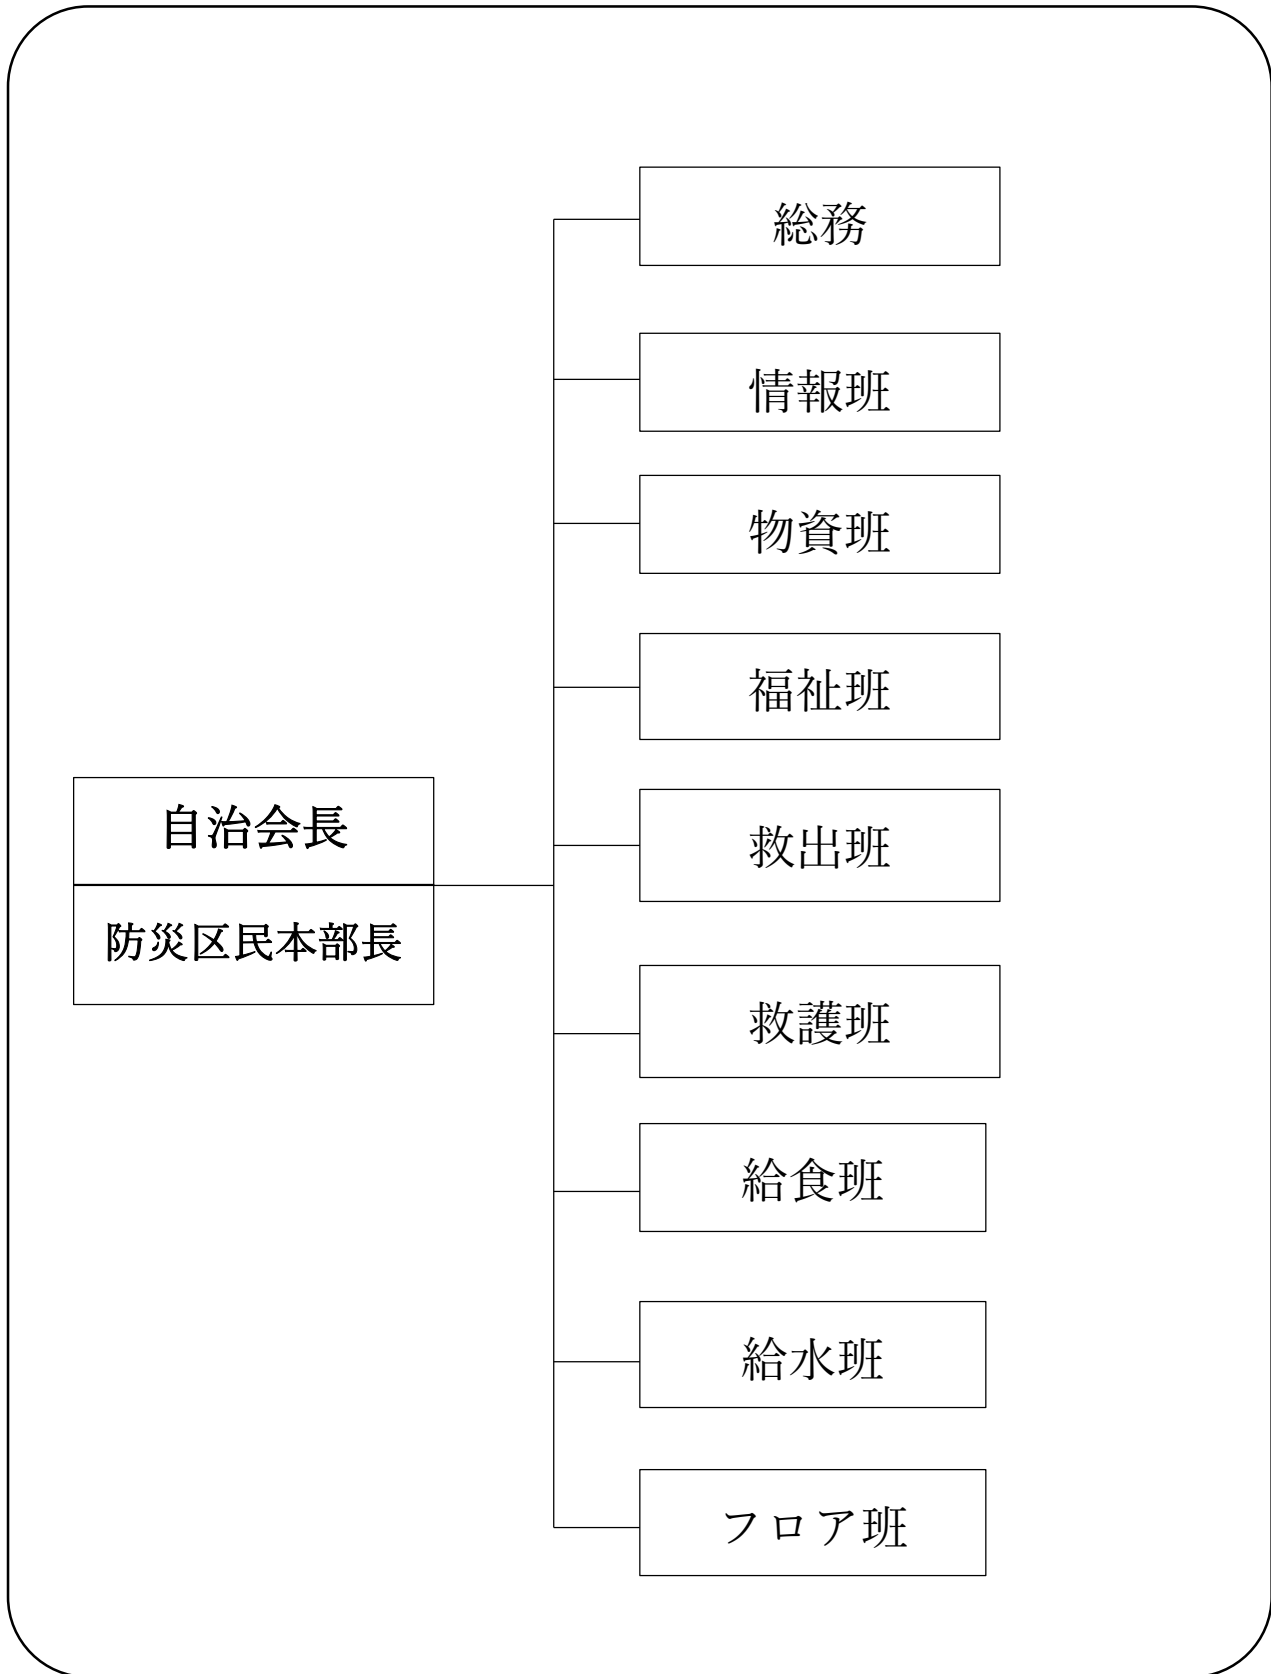 総務
情報班
物資班
福祉班
自治会長
防災区民本部長
救出班
救護班
給食班
給水班
フロア班